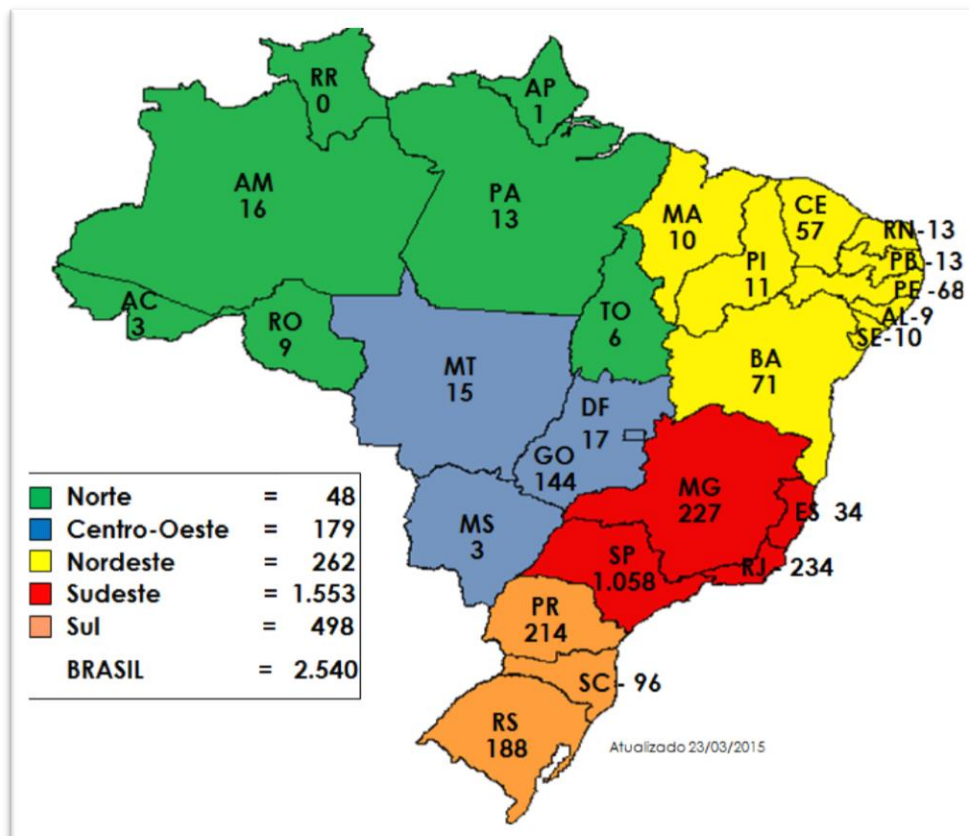 RR
0
AP
1
AM
16
PA
13
MA
10
CE
57
RN-13
PB -13
PI
11
PE -68
AL-9
SE-10
AC
3
RO
9
TO
6
BA
71
MT
15
DF
17
GO
144
MG
227
ES 34
MS
3
SP
1.058
RJ - 234
PR
214
SC - 96
RS
188
Norte = 48
Centro-Oeste = 179
Nordeste = 262
Sudeste = 1.553
Sul = 498
BRASIL = 2.540
Atualizado 23/03/2015